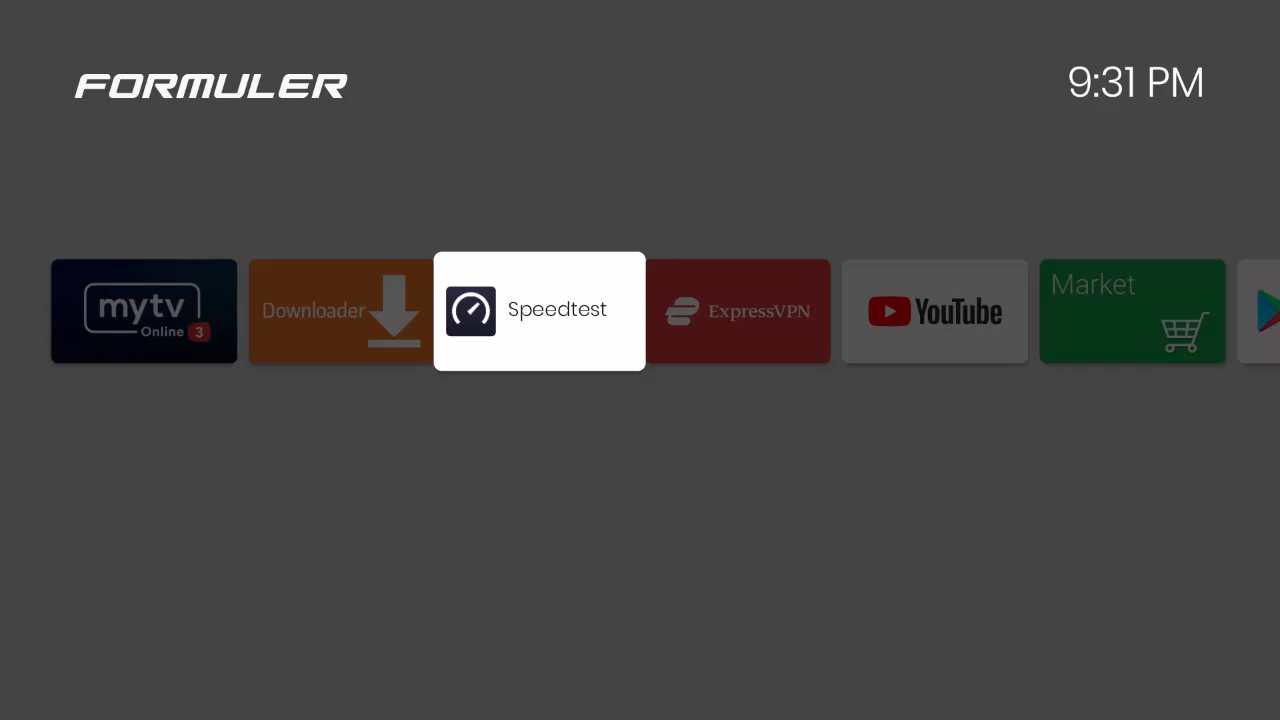 FORMULER
9:31 PM
mytv
Online 3
Downloader
Speedtest
ExpressVPN
YouTube
Market